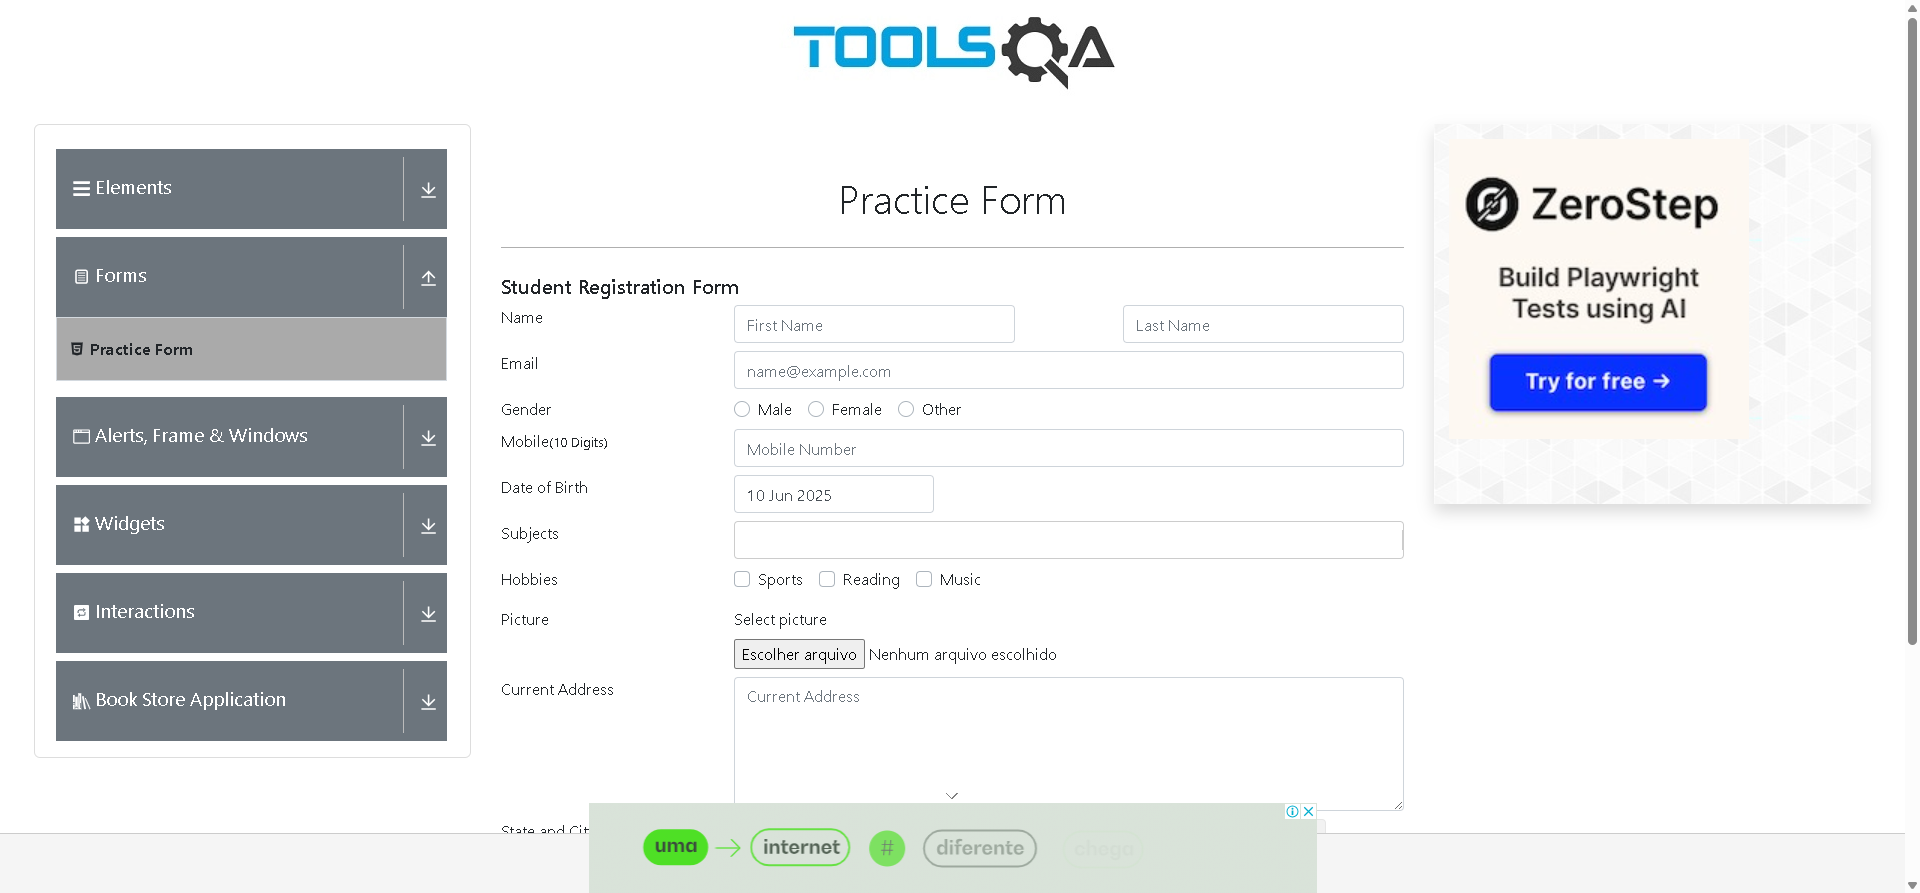 TOOLSQA
Elements
Forms
Practice Form
Alerts, Frame & Windows
Widgets
Interactions
Book Store Application
Practice Form
Student Registration Form
Name
First Name
Last Name
Email
name@example.com
Gender
Male
Female
Other
Mobile(10 Digits)
Mobile Number
Date of Birth
10 Jun 2025
Subjects
Hobbies
Sports
Reading
Music
Picture
Select picture
Escolher arquivo Nenhum arquivo escolhido
Current Address
Current Address
State and Cit
ZeroStep
Build Playwright
Tests using AI
Try for free →
uma → internet # diferente chega